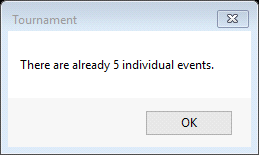 Tournament
There are already 5 individual events.
OK